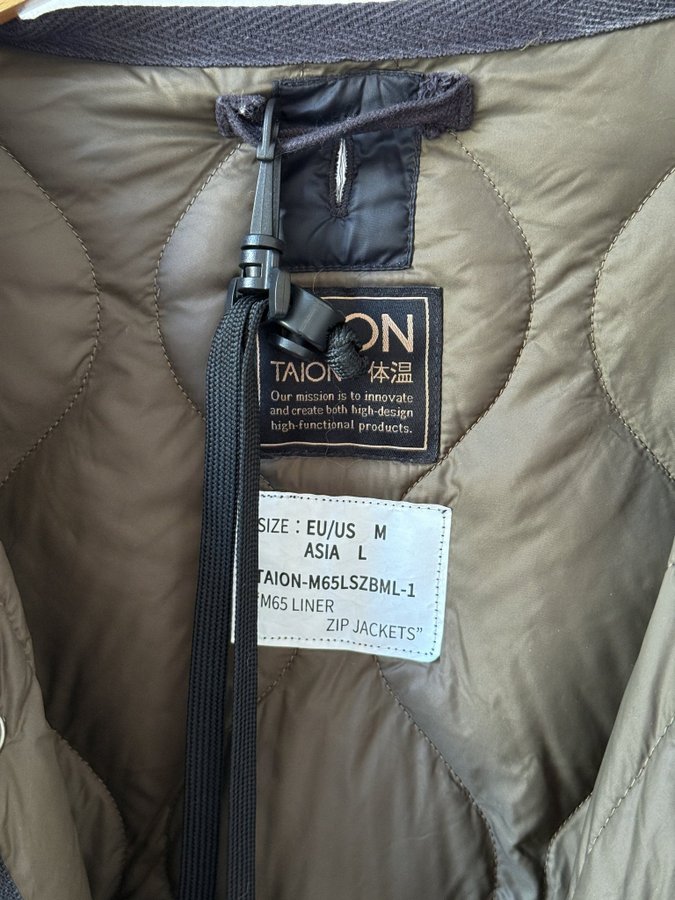 ON
TAION 体温
Our mission is to innovate
and create both high-design
high-functional products.
SIZE : EU/US M
ASIA L
TAION-M65LSZBML-1
"M65 LINER
ZIP JACKETS"